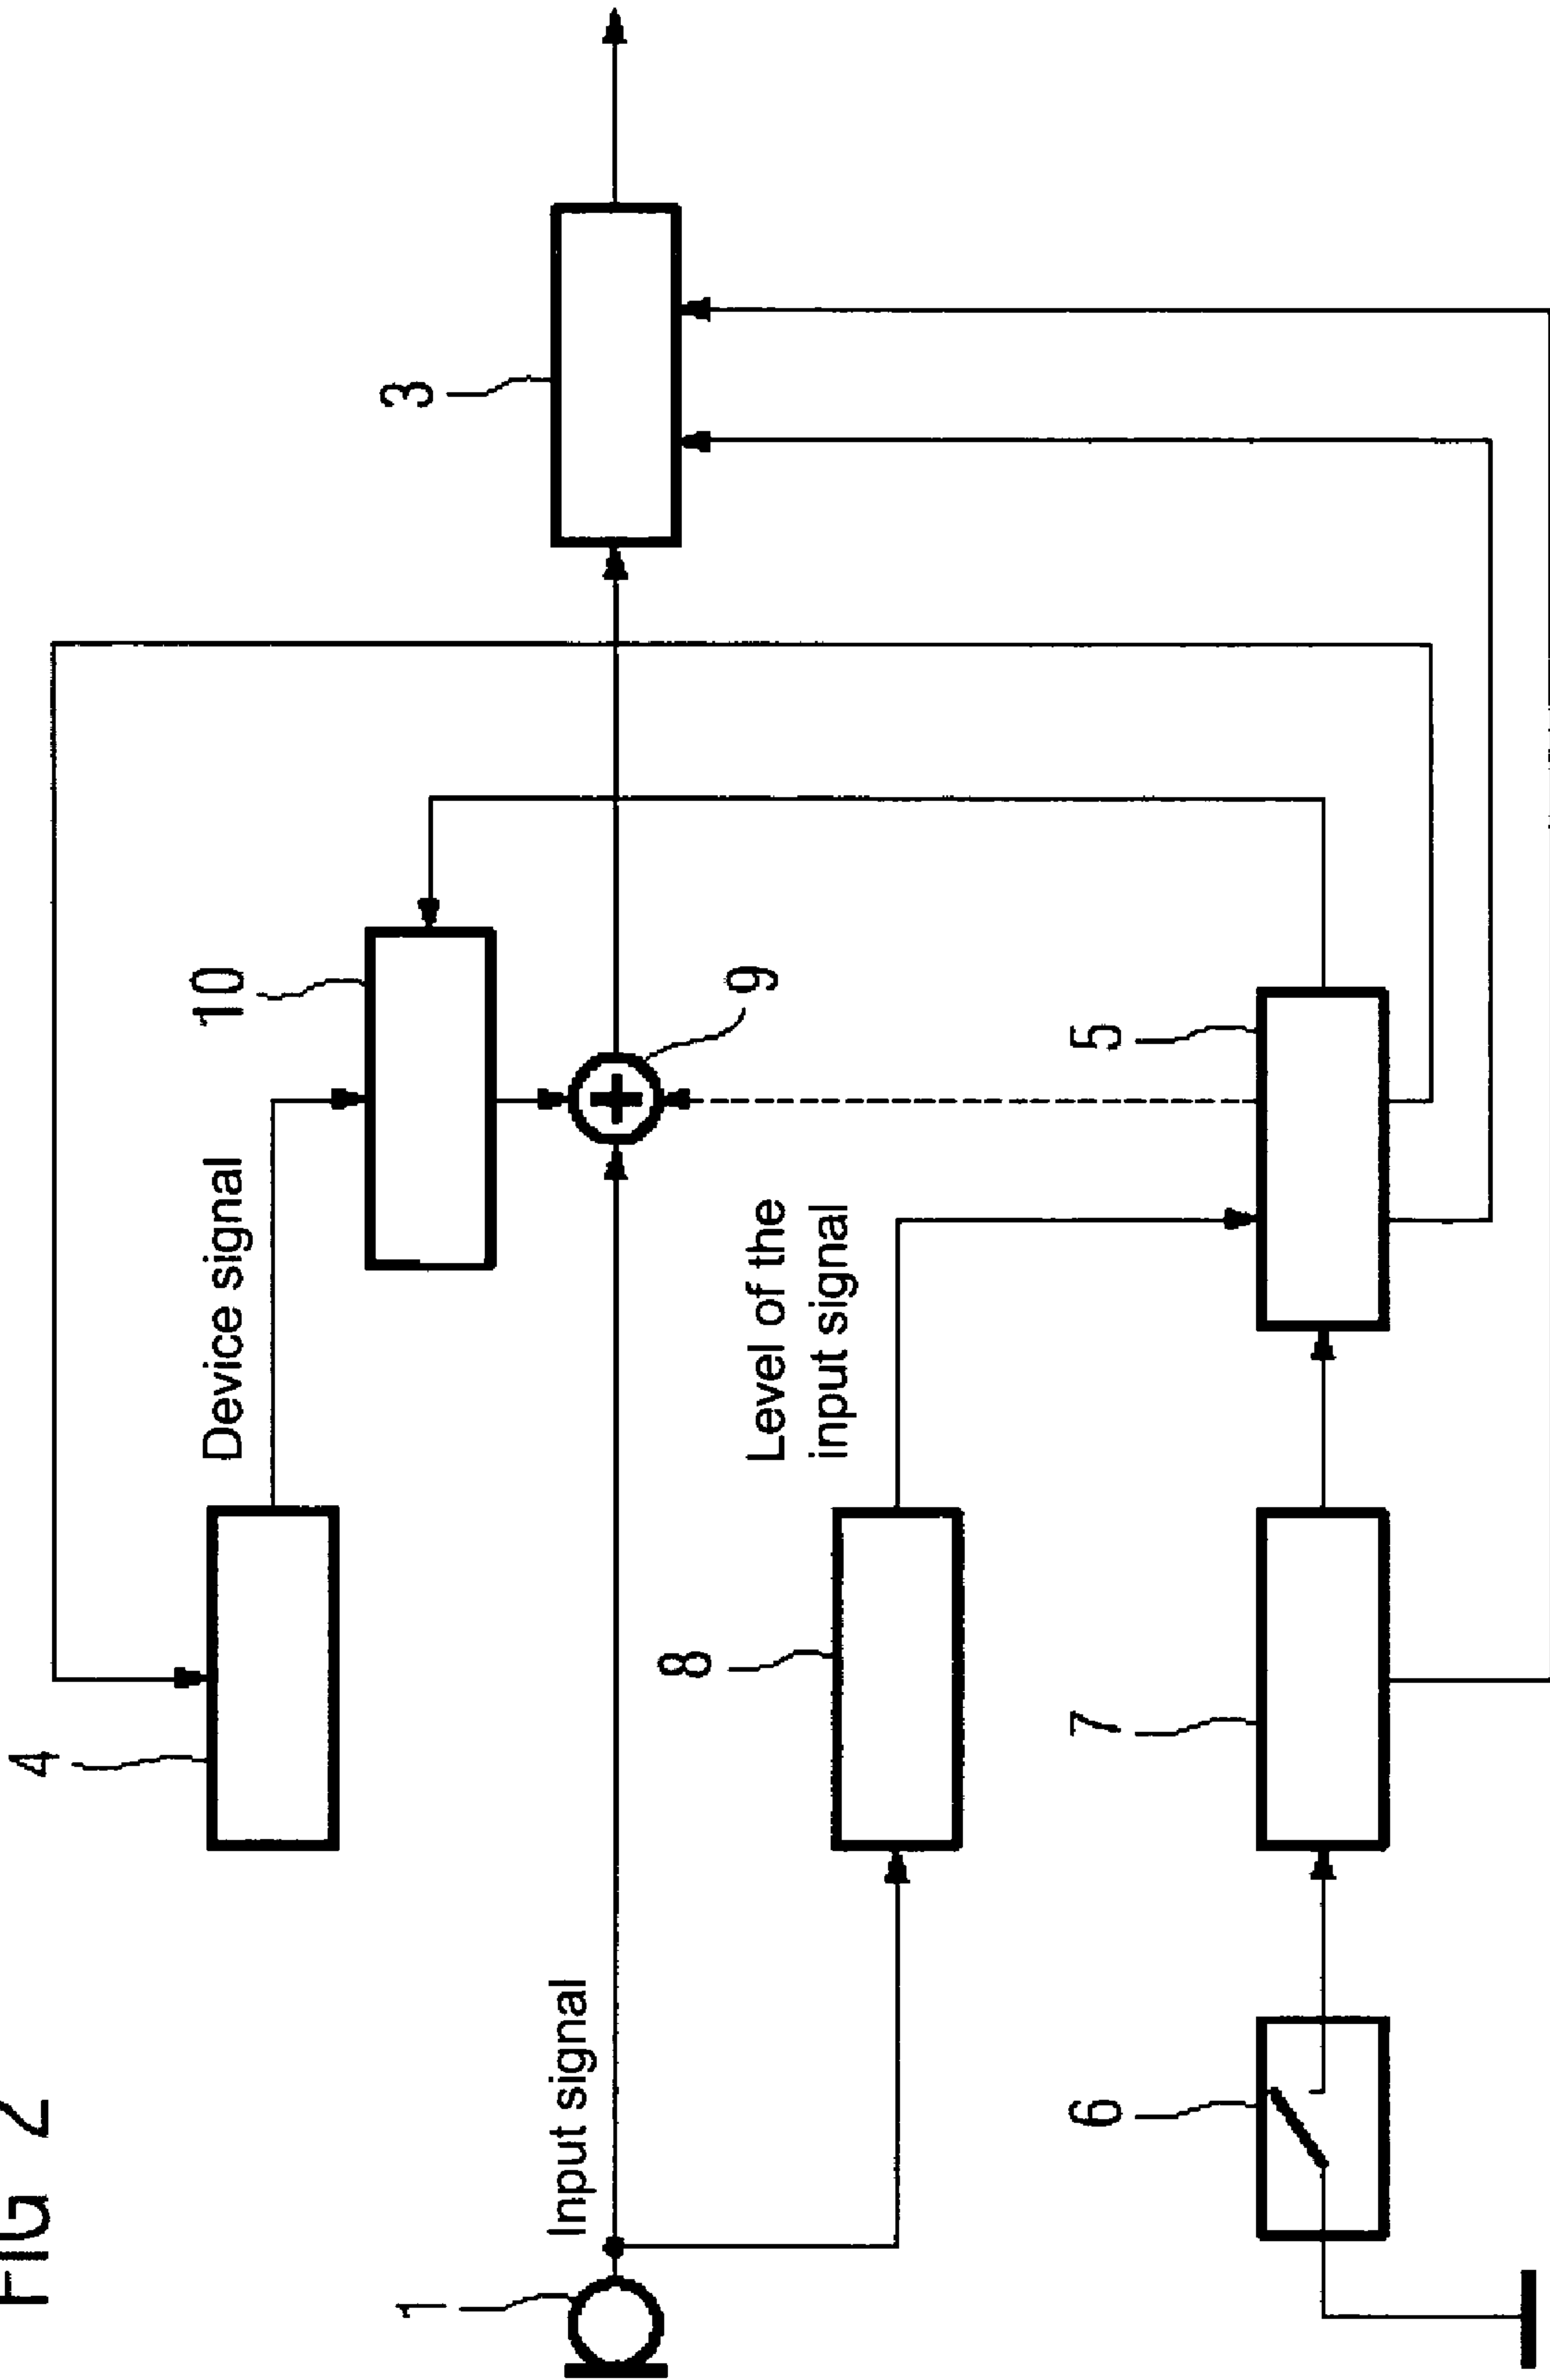 FIG 2
4
Device signal
10
3
1
Input signal
9
8
Level of the
input signal
6
7
5